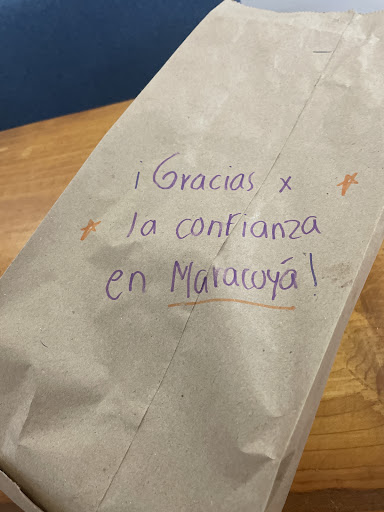 ¡Gracias x
la confianza
en Maracuyá!